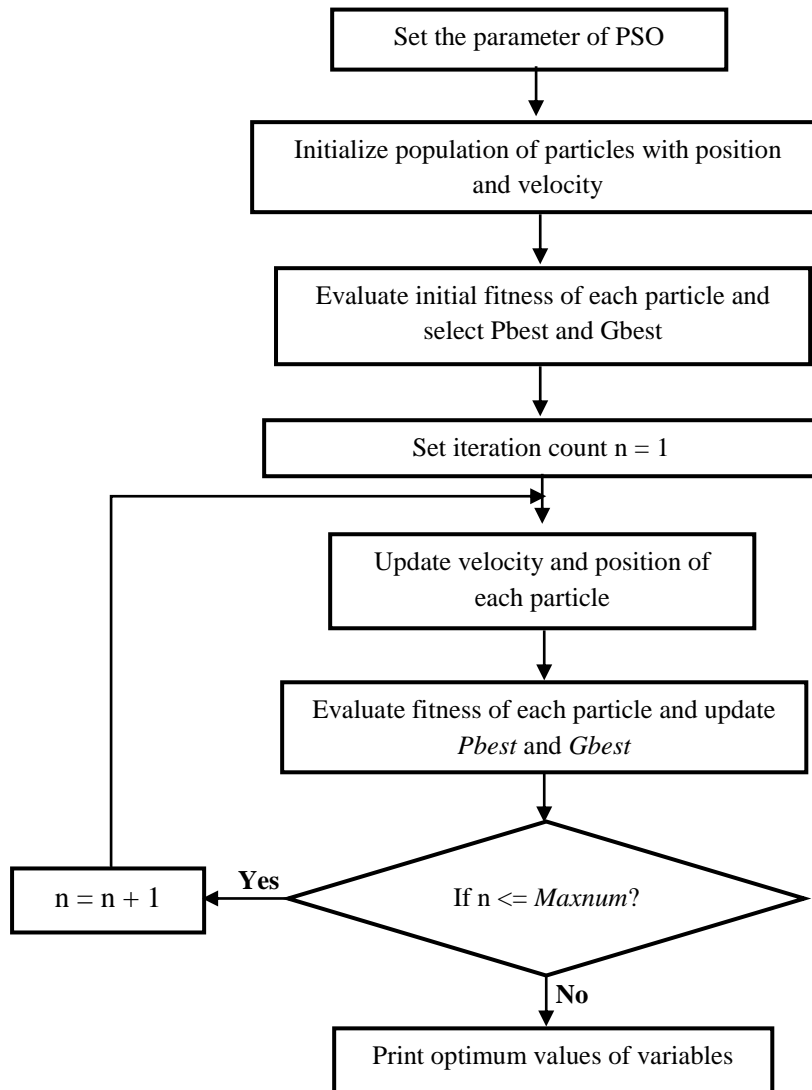 Set the parameter of PSO
Initialize population of particles with position
and velocity
Evaluate initial fitness of each particle and
select Pbest and Gbest
Set iteration count n = 1
Update velocity and position of
each particle
Evaluate fitness of each particle and update
Pbest and Gbest
If n <= Maxnum?
Yes
n = n + 1
No
Print optimum values of variables